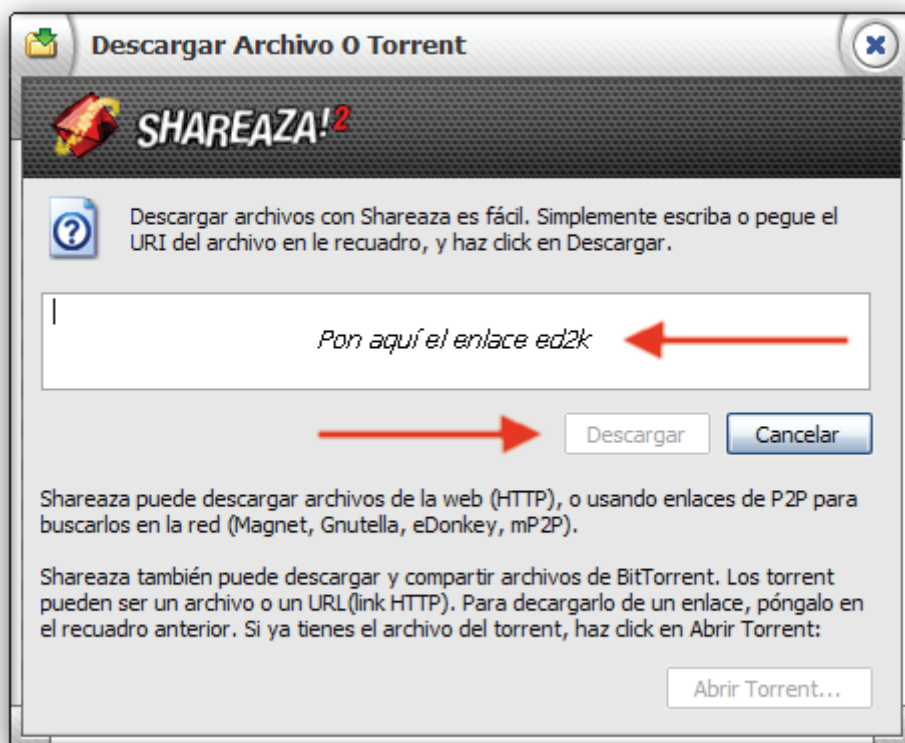 Descargar Archivo O Torrent
SHAREAZA!2
Descargar archivos con Shareaza es fácil. Simplemente escriba o pegue el
URI del archivo en le recuadro, y haz click en Descargar.
Pon aquí el enlace ed2k
Descargar
Cancelar
Shareaza puede descargar archivos de la web (HTTP), o usando enlaces de P2P para
buscarlos en la red (Magnet, Gnutella, eDonkey, mP2P).
Shareaza también puede descargar y compartir archivos de BitTorrent. Los torrent
pueden ser un archivo o un URL(link HTTP). Para decargarlo de un enlace, póngalo en
el recuadro anterior. Si ya tienes el archivo del torrent, haz click en Abrir Torrent:
Abrir Torrent...